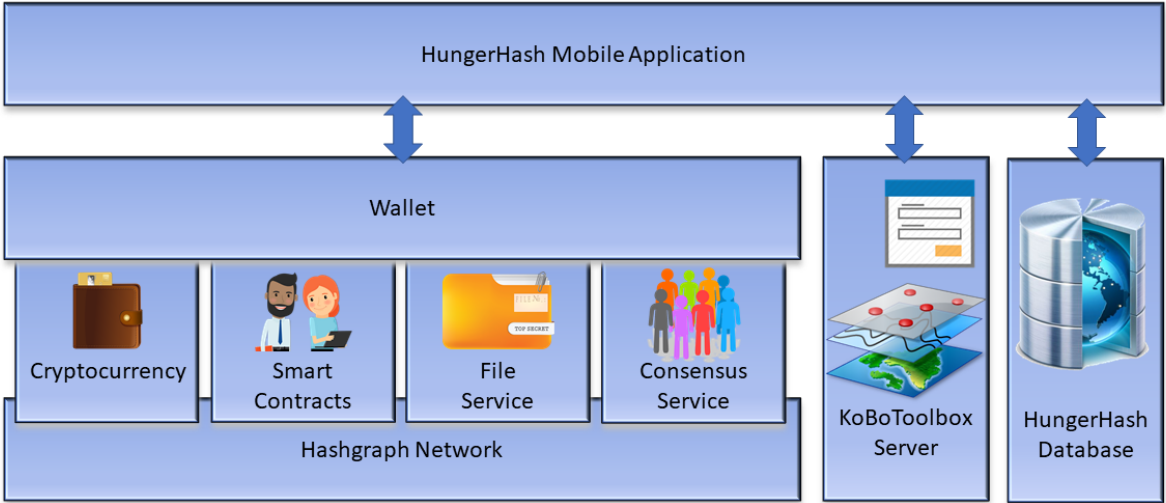 HungerHash Mobile Application
Wallet
FILE N..
TOP SECRET
Cryptocurrency
Smart
Contracts
File
Service
Consensus
Service
Hashgraph Network
KoBoToolbox
Server
HungerHash
Database